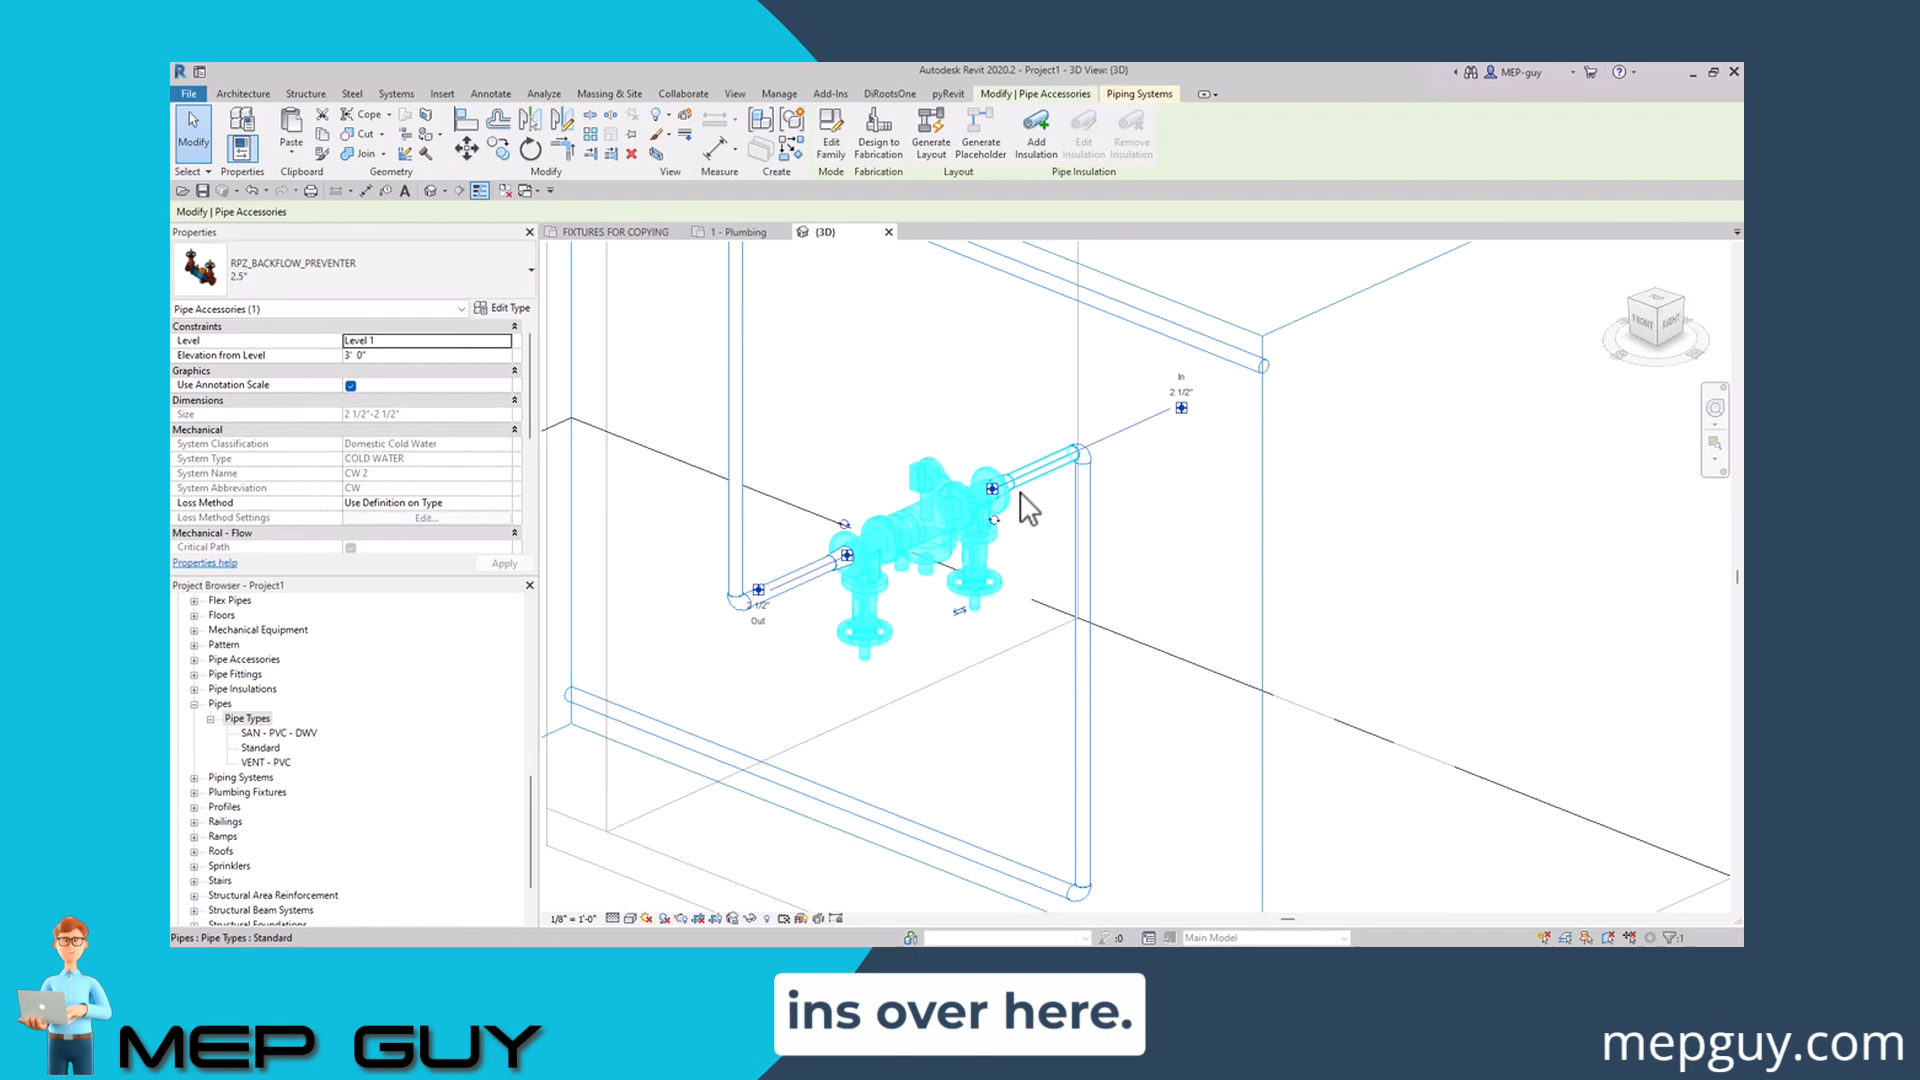 Autodesk Revit 2020.2 - Project1 - 3D View: {3D}
MEP-guy
File Architecture Structure Steel Systems Insert Annotate Analyze Massing & Site Collaborate View Manage Add-Ins DiRootsOne pyRevit Modify | Pipe Accessories Piping Systems
Modify
Paste
Cope
Cut
Join
Edit Family
Design to Fabrication
Generate Layout
Generate Placeholder
Add Insulation
Edit Insulation
Remove Insulation
Select Properties Clipboard Geometry Modify View Measure Create Mode Fabrication Layout Pipe Insulation
Modify | Pipe Accessories
Properties
RPZ_BACKFLOW_PREVENTER
2.5"
Pipe Accessories (1)
Edit Type
Constraints
Level Level 1
Elevation from Level 3' 0"
Graphics
Use Annotation Scale
Dimensions
Size 2 1/2"-2 1/2"
Mechanical
System Classification Domestic Cold Water
System Type COLD WATER
System Name CW 2
System Abbreviation CW
Loss Method Use Definition on Type
Loss Method Settings Edit...
Mechanical - Flow
Critical Path
Properties help
Apply
Project Browser - Project1
Flex Pipes
Floors
Mechanical Equipment
Pattern
Pipe Accessories
Pipe Fittings
Pipe Insulations
Pipes
Pipe Types
SAN - PVC - DWV
Standard
VENT - PVC
Piping Systems
Plumbing Fixtures
Profiles
Railings
Ramps
Roofs
Sprinklers
Stairs
Structural Area Reinforcement
Structural Beam Systems
Structural Foundations
FIXTURES FOR COPYING
1 - Plumbing
{3D}
TOP
FRONT
RIGHT
In
2 1/2"
2 1/2"
Out
1/8" = 1'-0"
Pipes : Pipe Types : Standard
:0
Main Model
:1
ins over here.
MEP GUY
mepguy.com